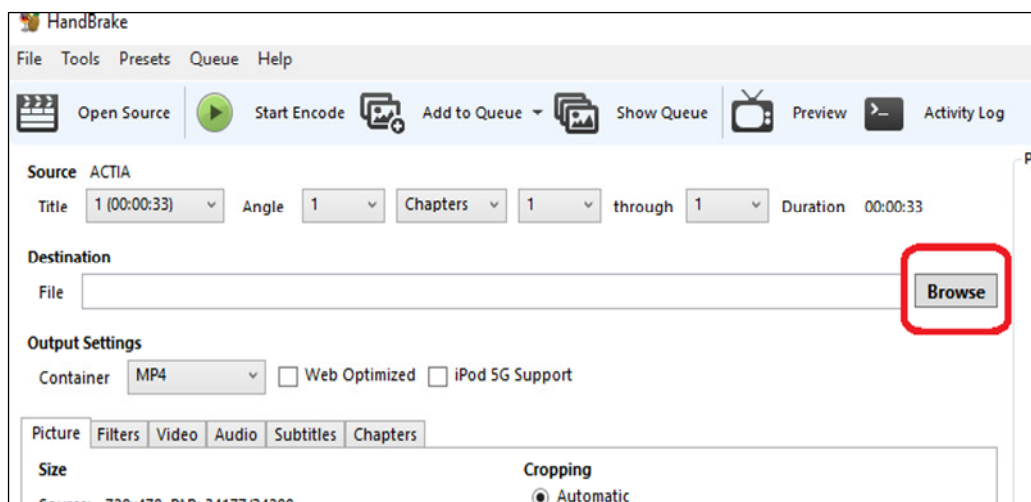 HandBrake
File Tools Presets Queue Help
Open Source Start Encode Add to Queue Show Queue Preview Activity Log
Source ACTIA
Title 1 (00:00:33) Angle 1 Chapters 1 through 1 Duration 00:00:33
Destination
File Browse
Output Settings
Container MP4 Web Optimized iPod 5G Support
Picture Filters Video Audio Subtitles Chapters
Size Cropping
Automatic